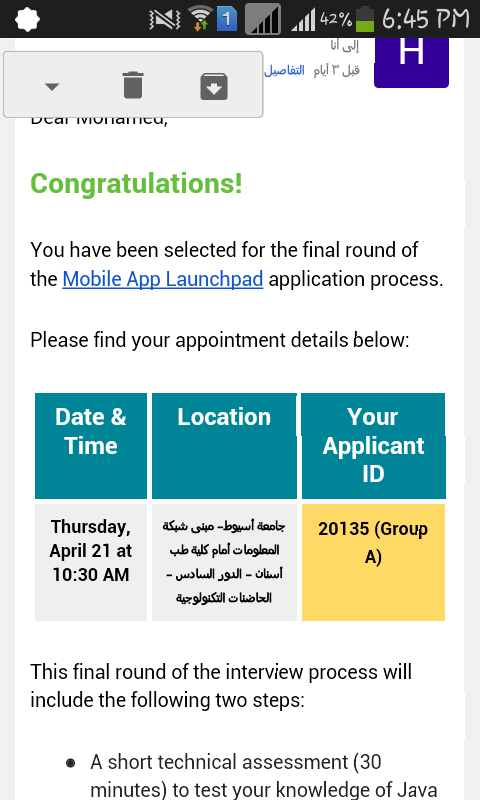 1
42%
6:45 PM
إلى أنا
قبل ٣ أيام التفاصيل
H
Dear Mohamed,
Congratulations!
You have been selected for the final round of
the Mobile App Launchpad application process.
Please find your appointment details below:
Date &
Time
Location
Your
Applicant
ID
Thursday,
April 21 at
10:30 AM
جامعة أسيوط- مبنى شبكة
المعلومات أمام كلية طب
أسنان - الدور السادس -
الحاضنات التكنولوجية
20135 (Group
A)
This final round of the interview process will
include the following two steps:
A short technical assessment (30
minutes) to test your knowledge of Java